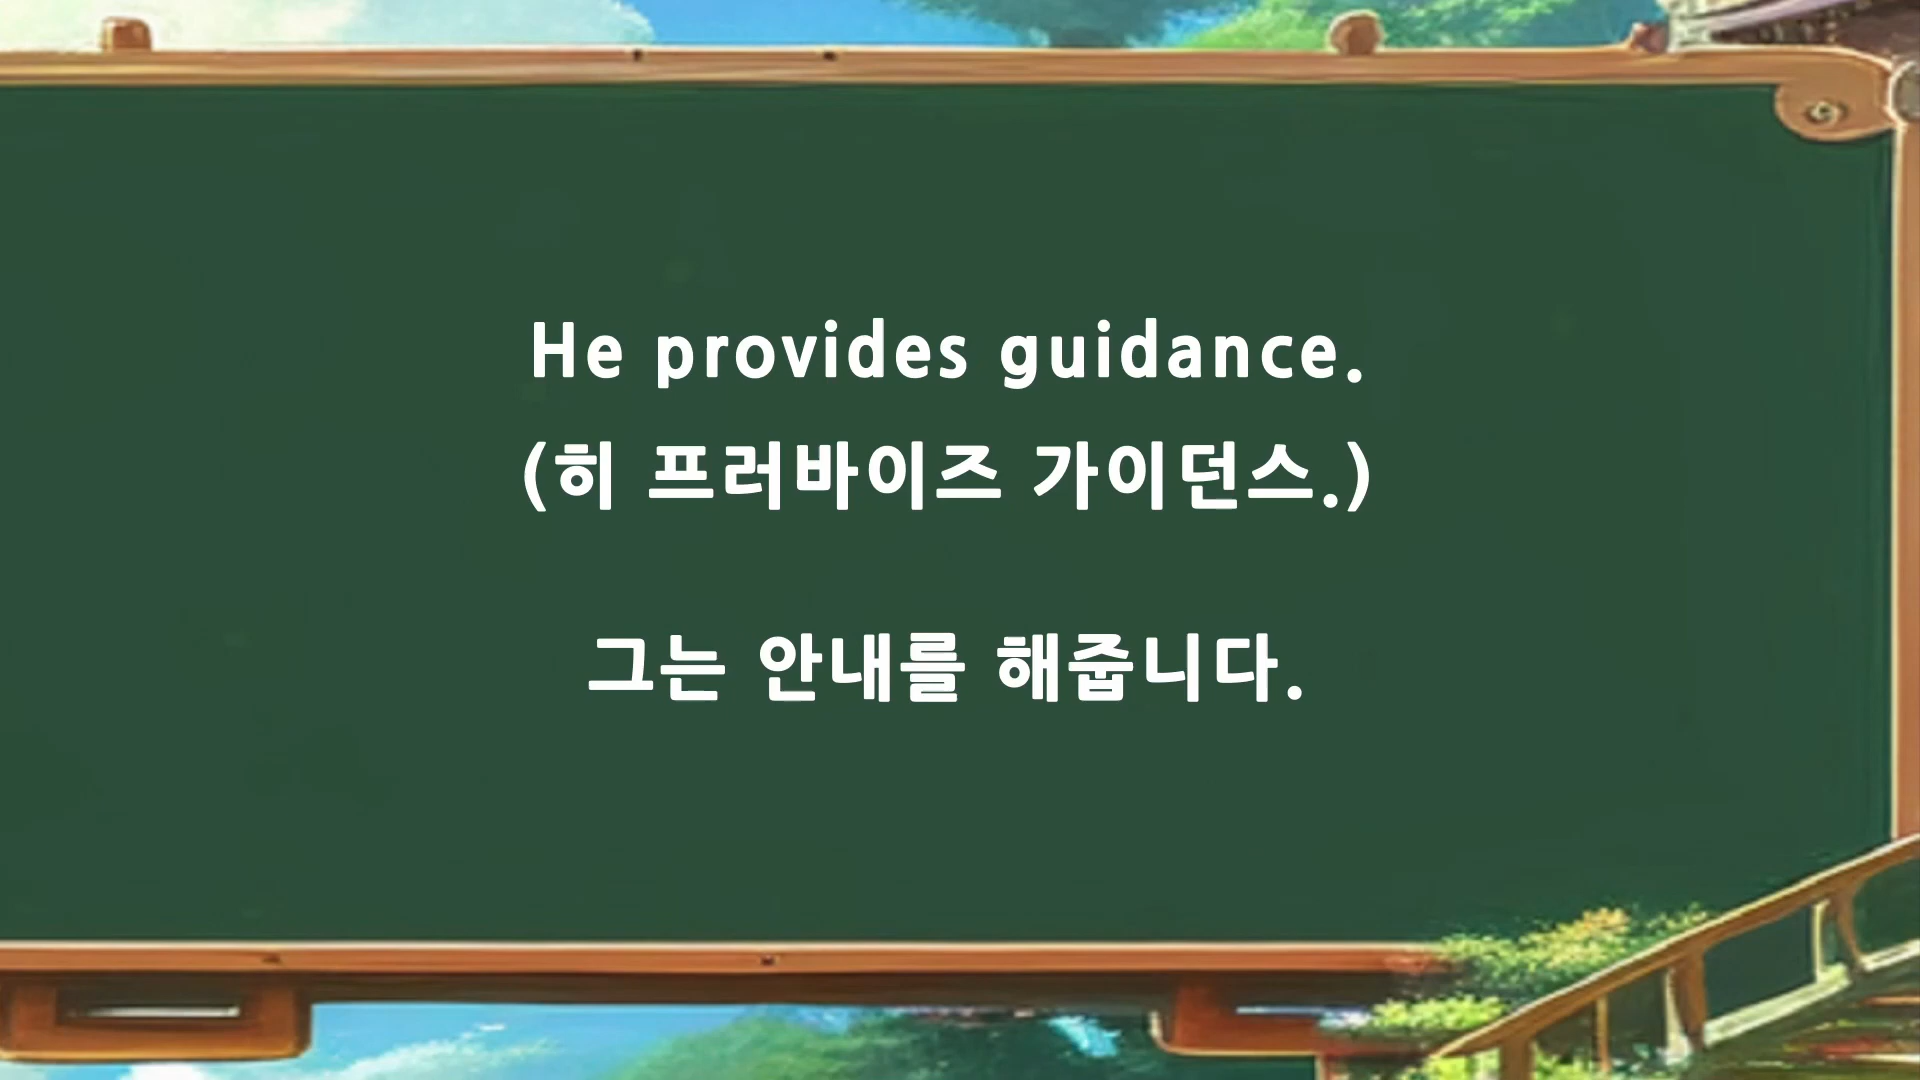 He provides guidance.
(히 프러바이즈 가이던스.)
그는 안내를 해줍니다.